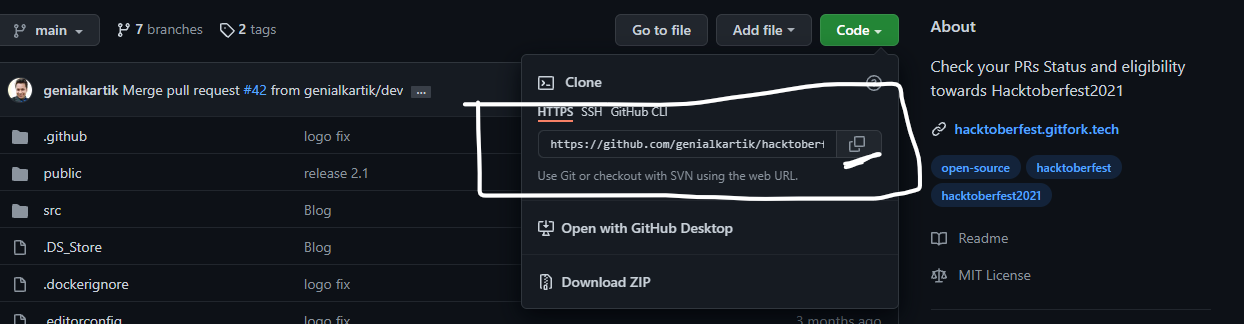 main 7 branches 2 tags Go to file Add file Code
About
Check your PRs Status and eligibility
towards Hacktoberfest2021
hacktoberfest.gitfork.tech
open-source hacktoberfest
hacktoberfest2021
Readme
MIT License
genialkartik Merge pull request #42 from genialkartik/dev ...
.github logo fix
public release 2.1
src Blog
.DS_Store Blog
.dockerignore logo fix
.editorconfig logo fix 3 months ago
Clone
HTTPS SSH GitHub CLI
https://github.com/genialkartik/hacktober
Use Git or checkout with SVN using the web URL.
Open with GitHub Desktop
Download ZIP